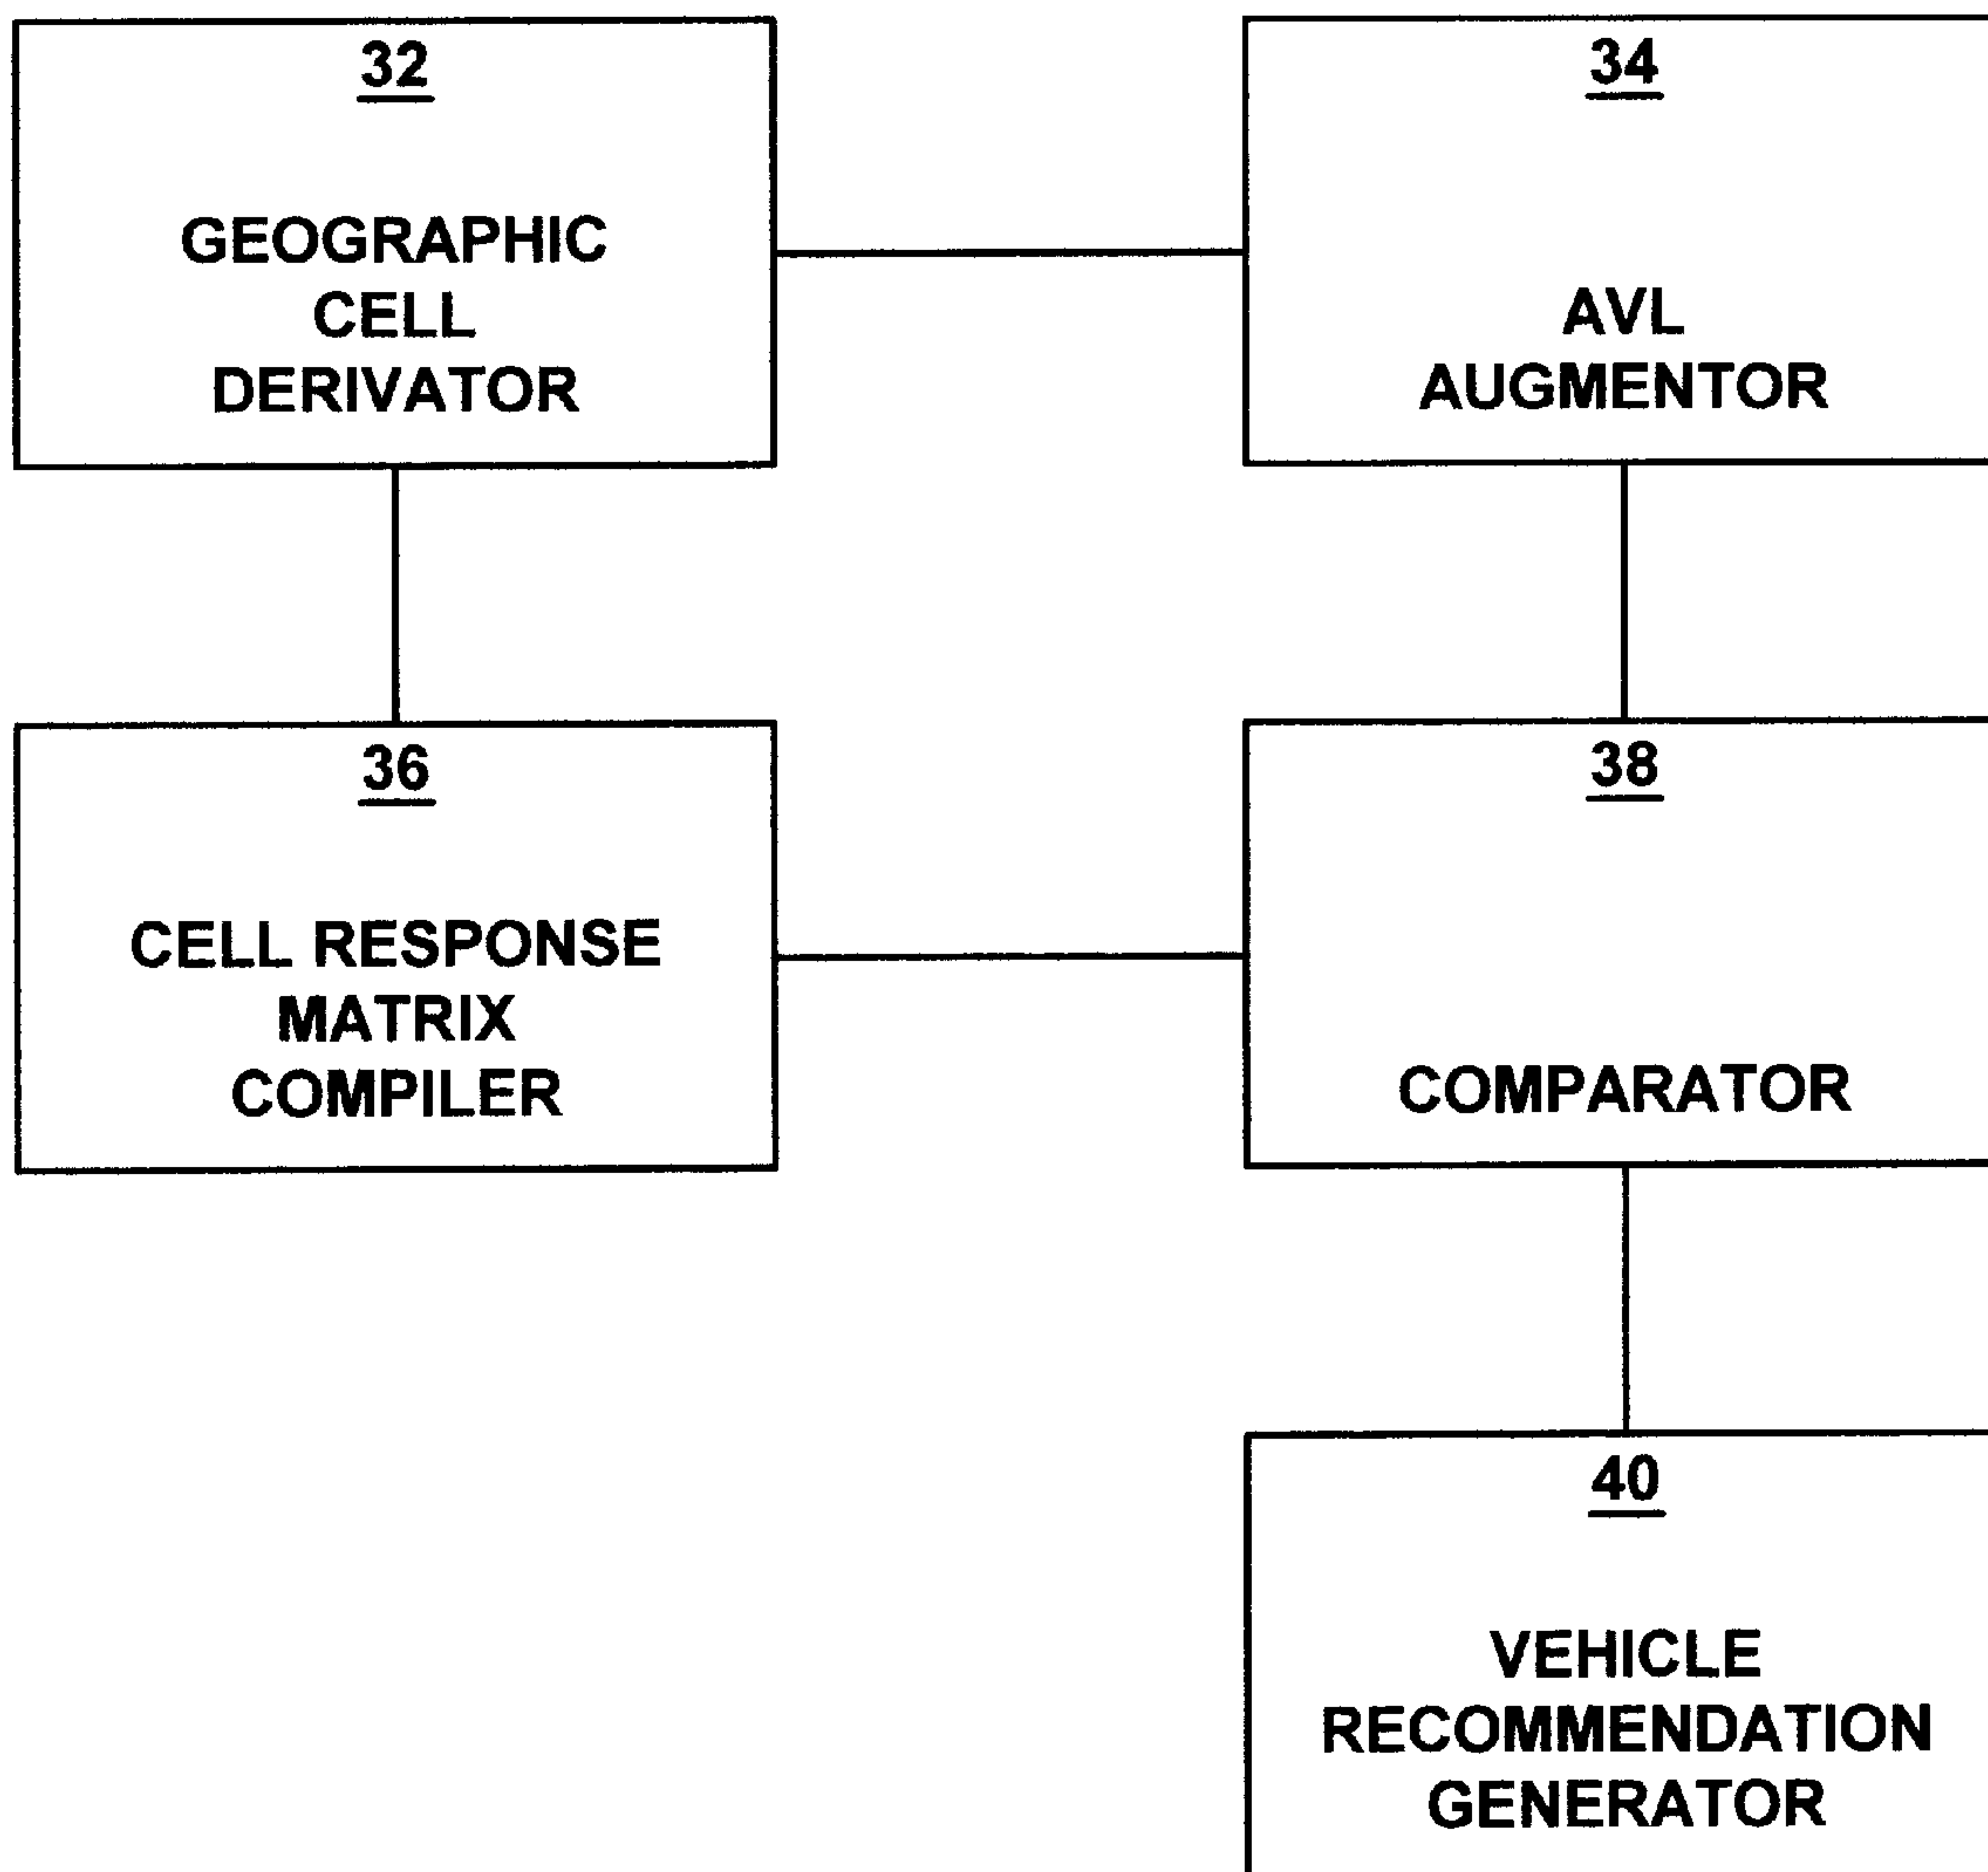 32
GEOGRAPHIC
CELL
DERIVATOR
34
AVL
AUGMENTOR
36
CELL RESPONSE
MATRIX
COMPILER
38
COMPARATOR
40
VEHICLE
RECOMMENDATION
GENERATOR